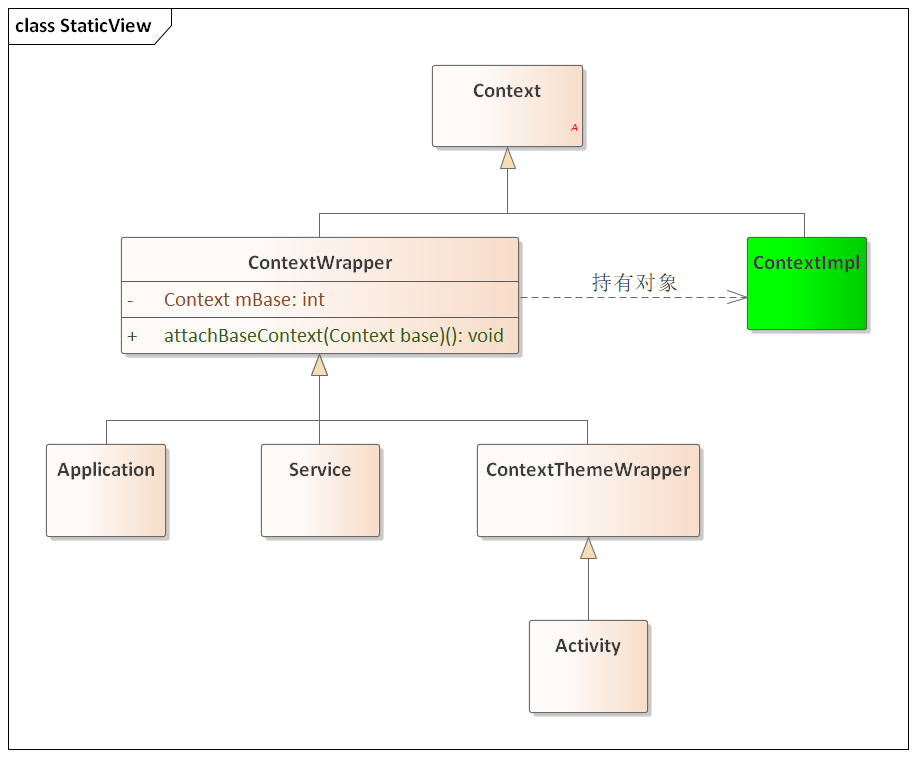 class StaticView
Context
A
ContextWrapper
- Context mBase: int
+ attachBaseContext(Context base)(): void
持有对象
ContextImpl
Application
Service
ContextThemeWrapper
Activity